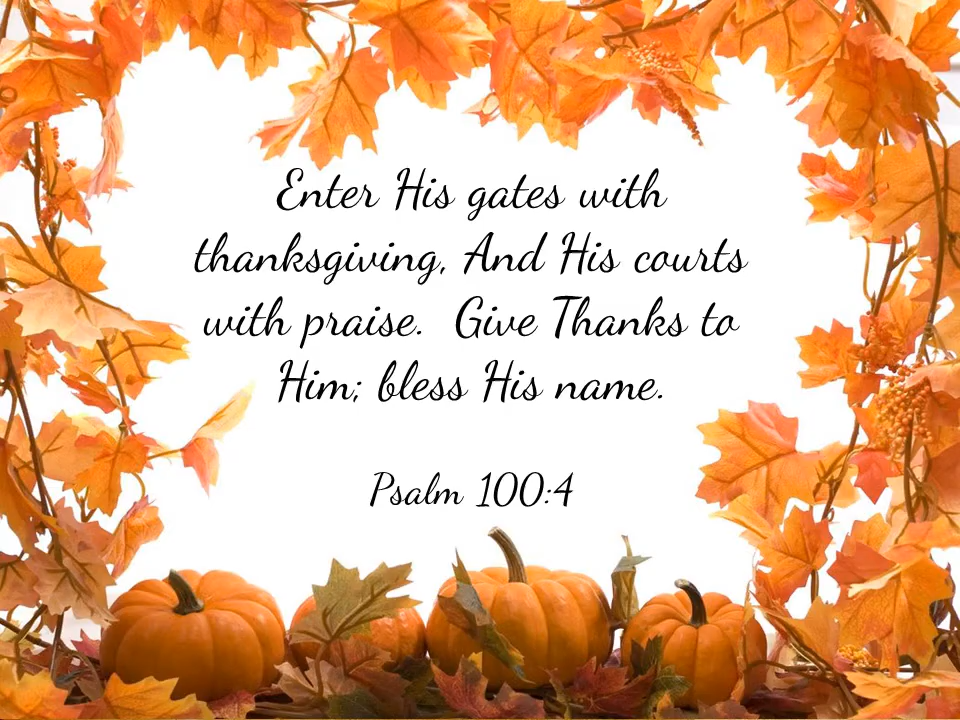 Enter His gates with
thanksgiving, And His courts
with praise.  Give Thanks to
Him; bless His name.
Psalm 100:4